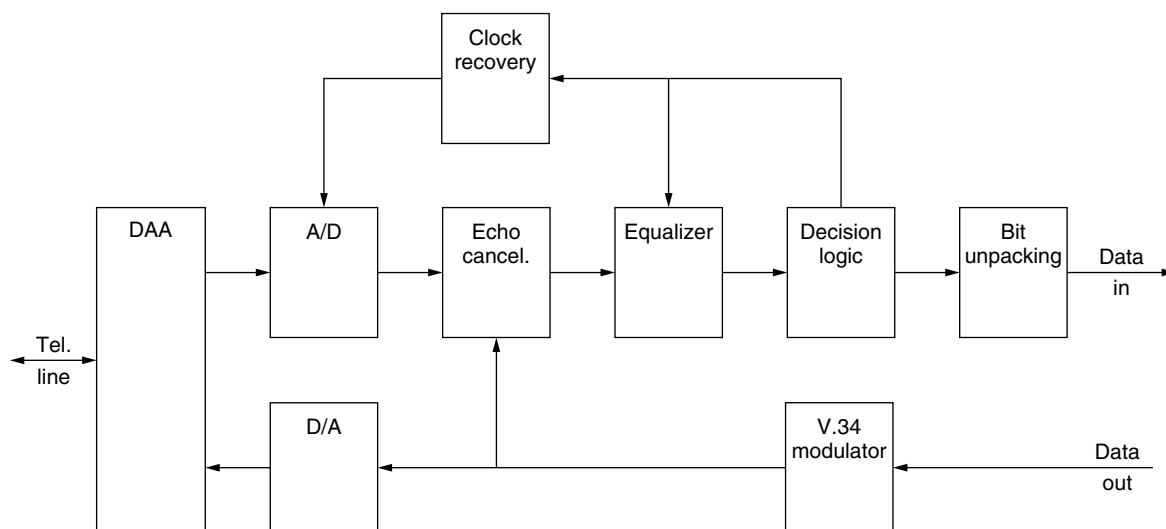 Clock
recovery
DAA
A/D
Echo
cancel.
Equalizer
Decision
logic
Bit
unpacking
Data
in
Tel.
line
D/A
V.34
modulator
Data
out